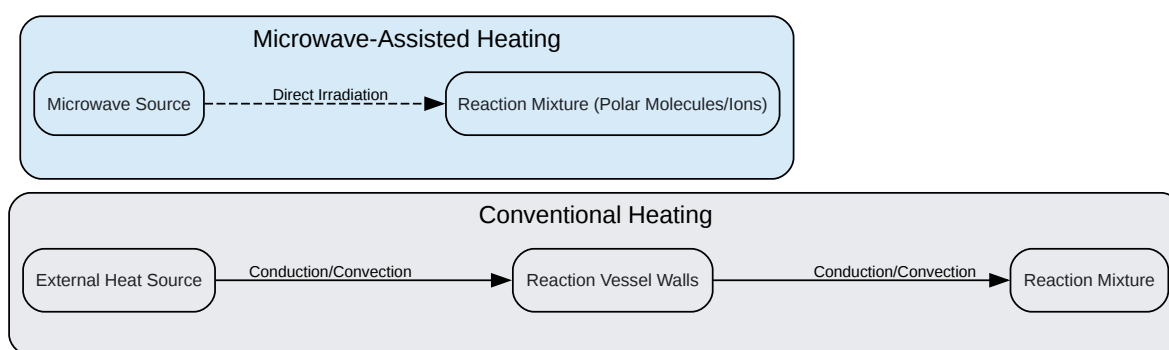 Microwave-Assisted Heating
Microwave Source
Direct Irradiation
Reaction Mixture (Polar Molecules/Ions)
Conventional Heating
External Heat Source
Conduction/Convection
Reaction Vessel Walls
Conduction/Convection
Reaction Mixture